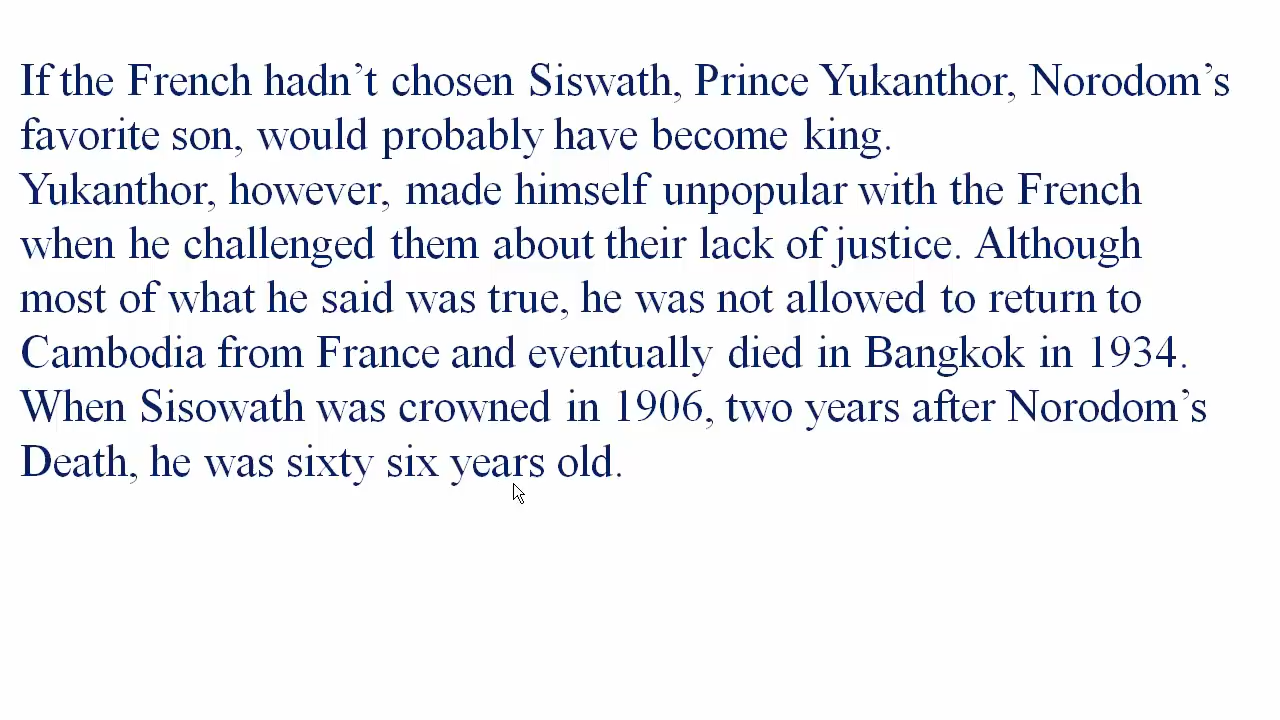 If the French hadn’t chosen Siswath, Prince Yukanthor, Norodom’s
favorite son, would probably have become king.
Yukanthor, however, made himself unpopular with the French
when he challenged them about their lack of justice. Although
most of what he said was true, he was not allowed to return to
Cambodia from France and eventually died in Bangkok in 1934.
When Sisowath was crowned in 1906, two years after Norodom’s
Death, he was sixty six years old.